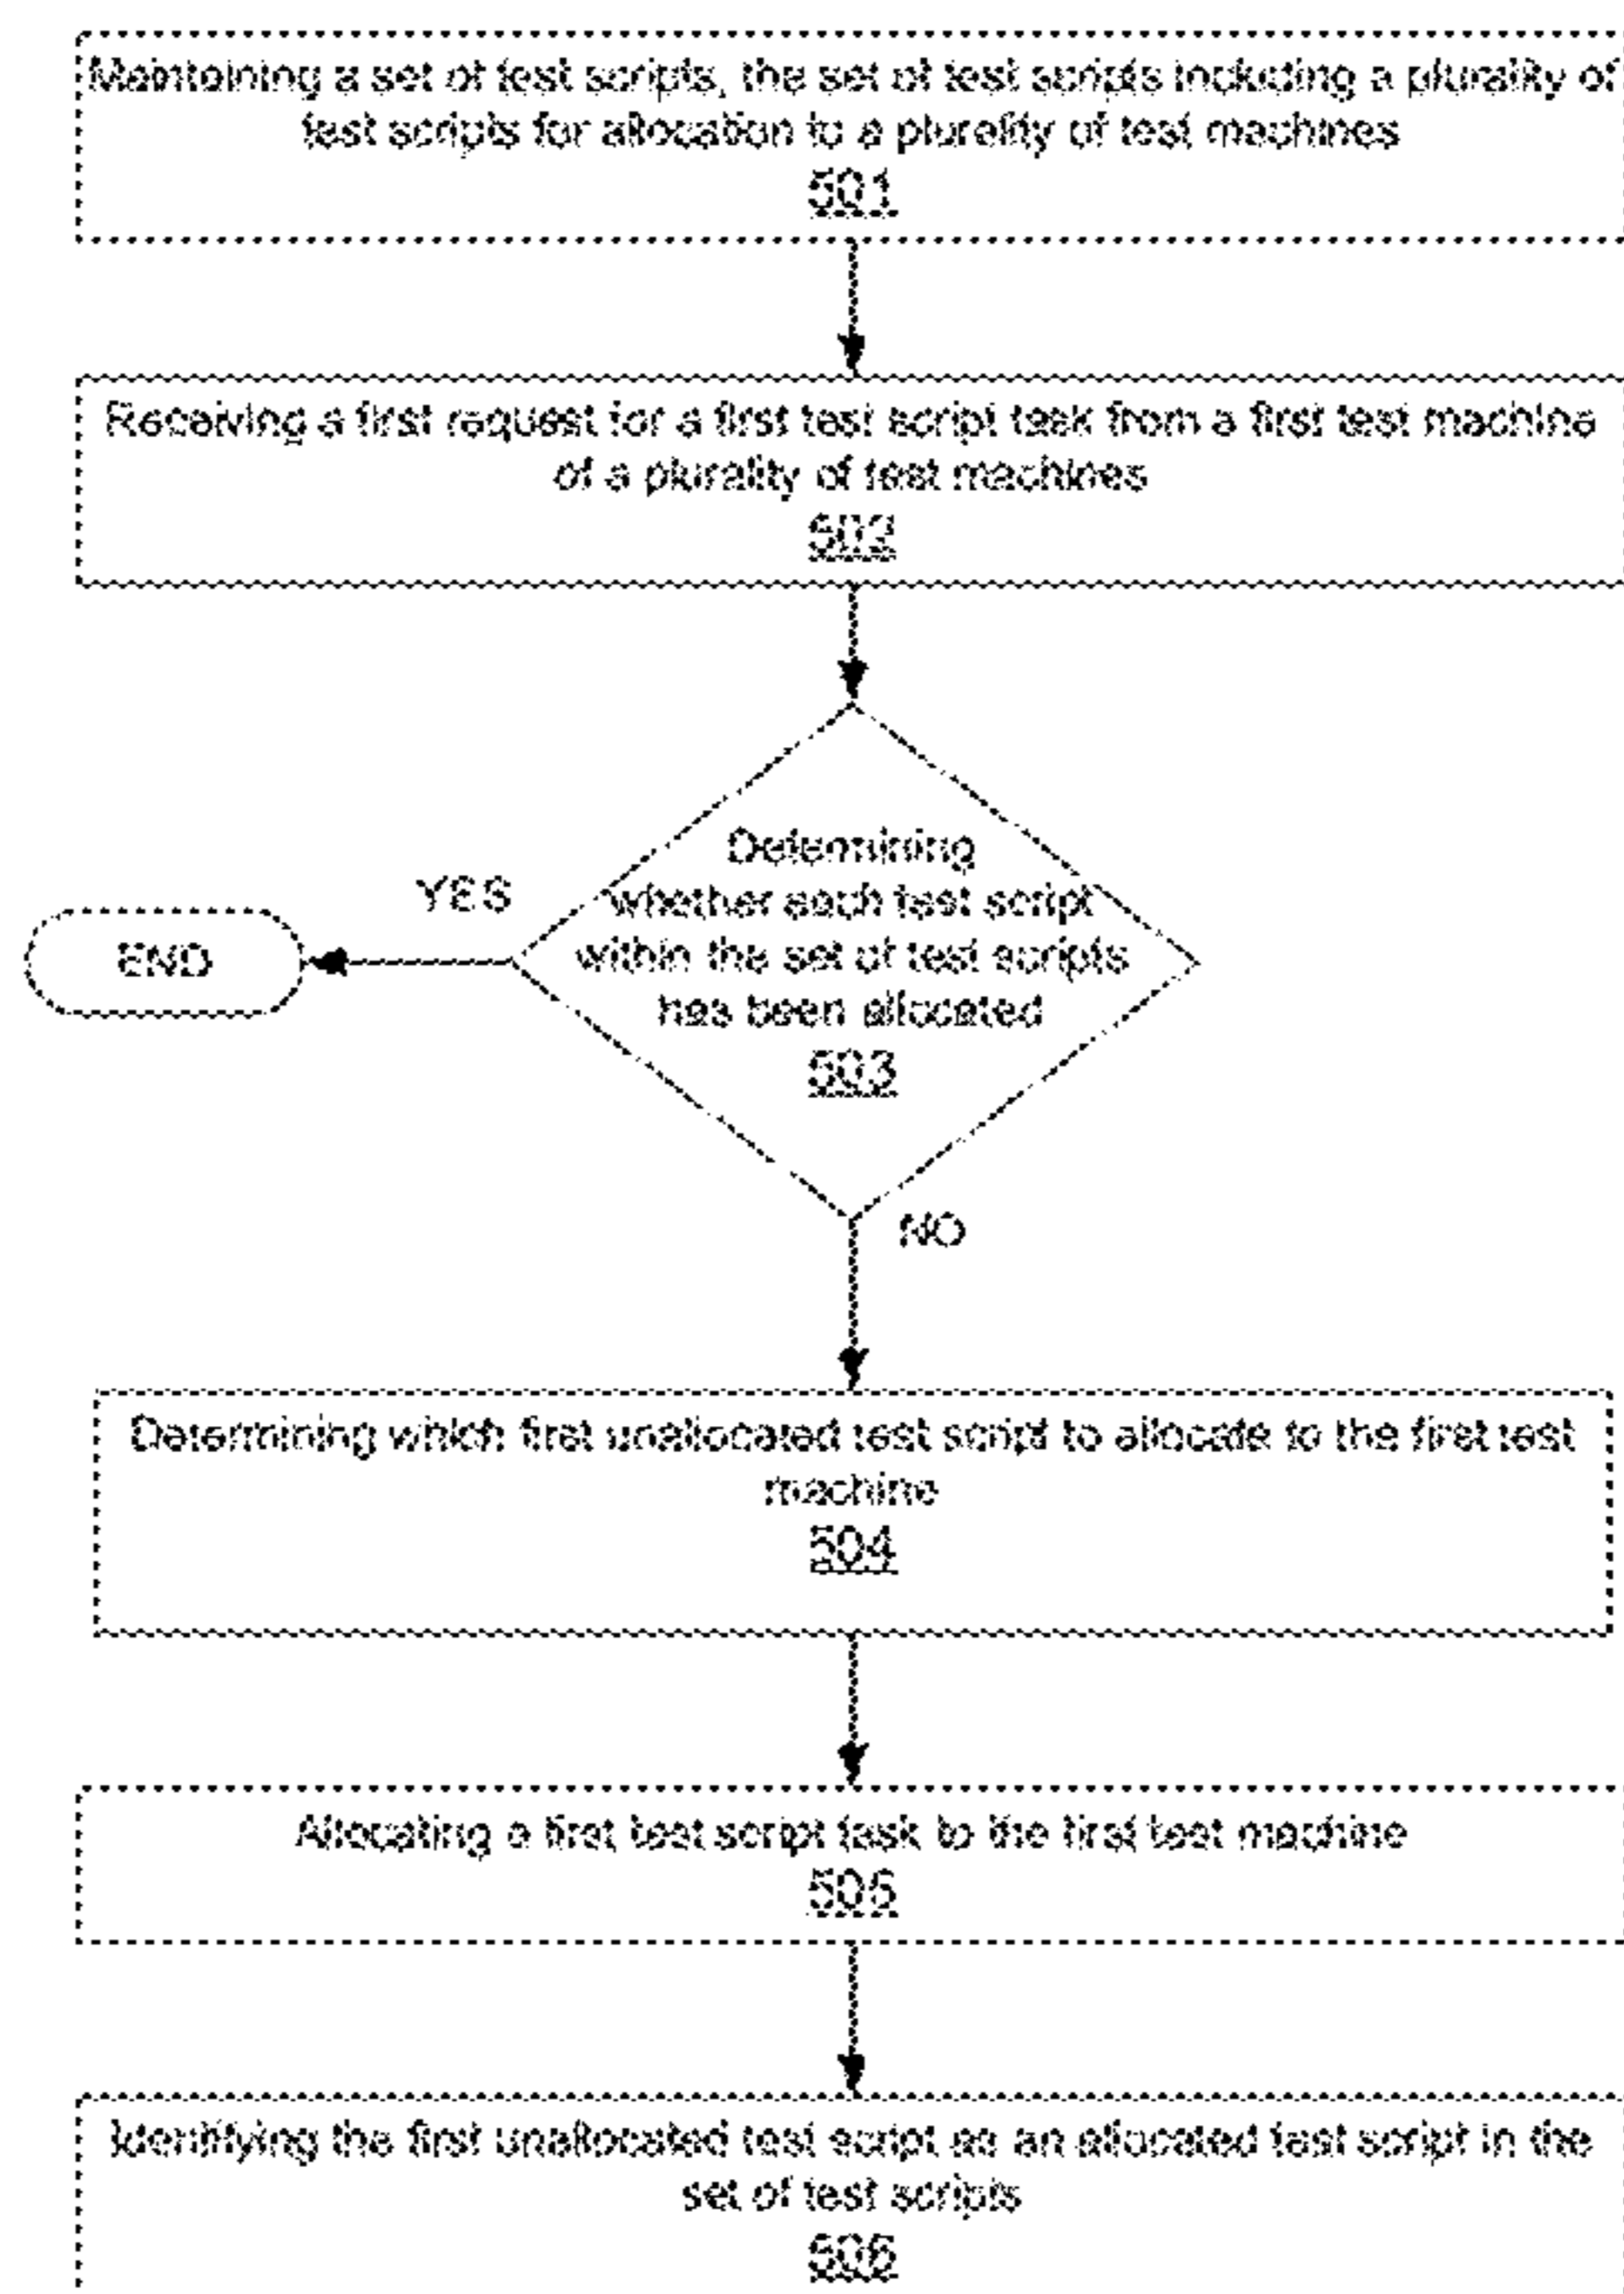 Maintaining a set of test scripts, the set of test scripts including a plurality of
test scripts for allocation to a plurality of test machines
501
Receiving a first request for a first test script task from a first test machine
of a plurality of test machines
502
Determining
whether each test script
within the set of test scripts
has been allocated
503
YES
END
NO
Determining which first unallocated test script to allocate to the first test
machine
504
Allocating a first test script task to the first test machine
505
Identifying the first unallocated test script as an allocated test script in the
set of test scripts
506